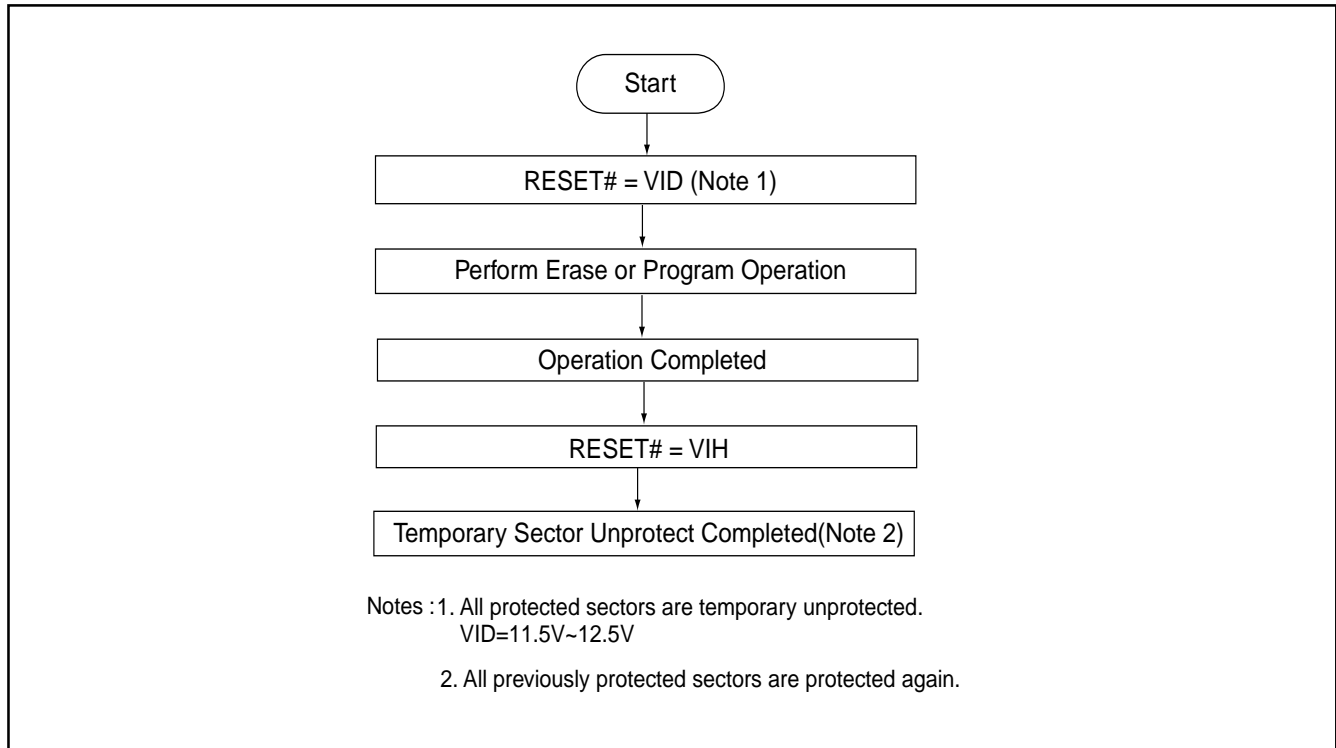 Start
RESET# = VID (Note 1)
Perform Erase or Program Operation
Operation Completed
RESET# = VIH
Temporary Sector Unprotect Completed(Note 2)
Notes :1. All protected sectors are temporary unprotected.
VID=11.5V~12.5V
2. All previously protected sectors are protected again.